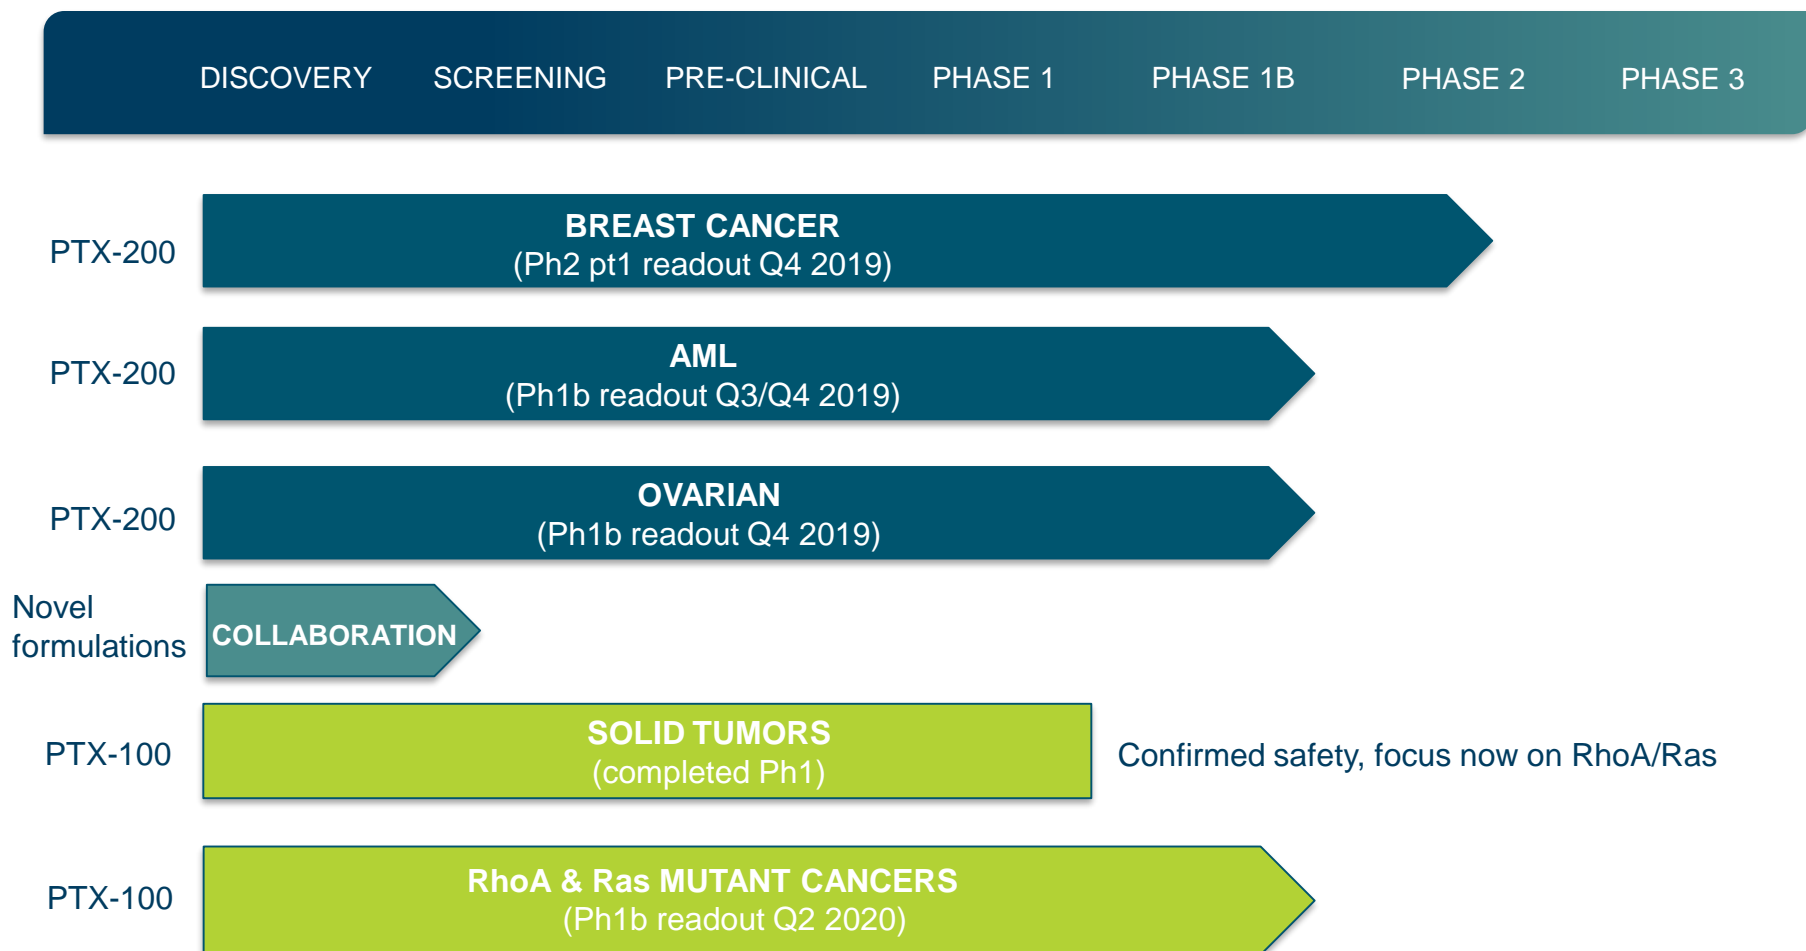 DISCOVERY SCREENING PRE-CLINICAL PHASE 1 PHASE 1B PHASE 2 PHASE 3
PTX-200
BREAST CANCER
(Ph2 pt1 readout Q4 2019)
PTX-200
AML
(Ph1b readout Q3/Q4 2019)
PTX-200
OVARIAN
(Ph1b readout Q4 2019)
Novel
formulations
COLLABORATION
PTX-100
SOLID TUMORS
(completed Ph1)
Confirmed safety, focus now on RhoA/Ras
PTX-100
RhoA & Ras MUTANT CANCERS
(Ph1b readout Q2 2020)